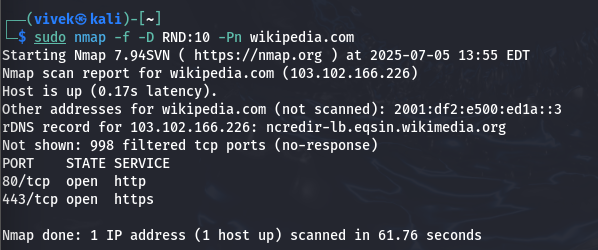 ┌──(vivek㉿kali)-[~]
└─$ sudo nmap -f -D RND:10 -Pn wikipedia.com
Starting Nmap 7.94SVN ( https://nmap.org ) at 2025-07-05 13:55 EDT
Nmap scan report for wikipedia.com (103.102.166.226)
Host is up (0.17s latency).
Other addresses for wikipedia.com (not scanned): 2001:df2:e500:ed1a::3
rDNS record for 103.102.166.226: ncredir-lb.eqsin.wikimedia.org
Not shown: 998 filtered tcp ports (no-response)
PORT    STATE SERVICE
80/tcp  open  http
443/tcp open  https
Nmap done: 1 IP address (1 host up) scanned in 61.76 seconds